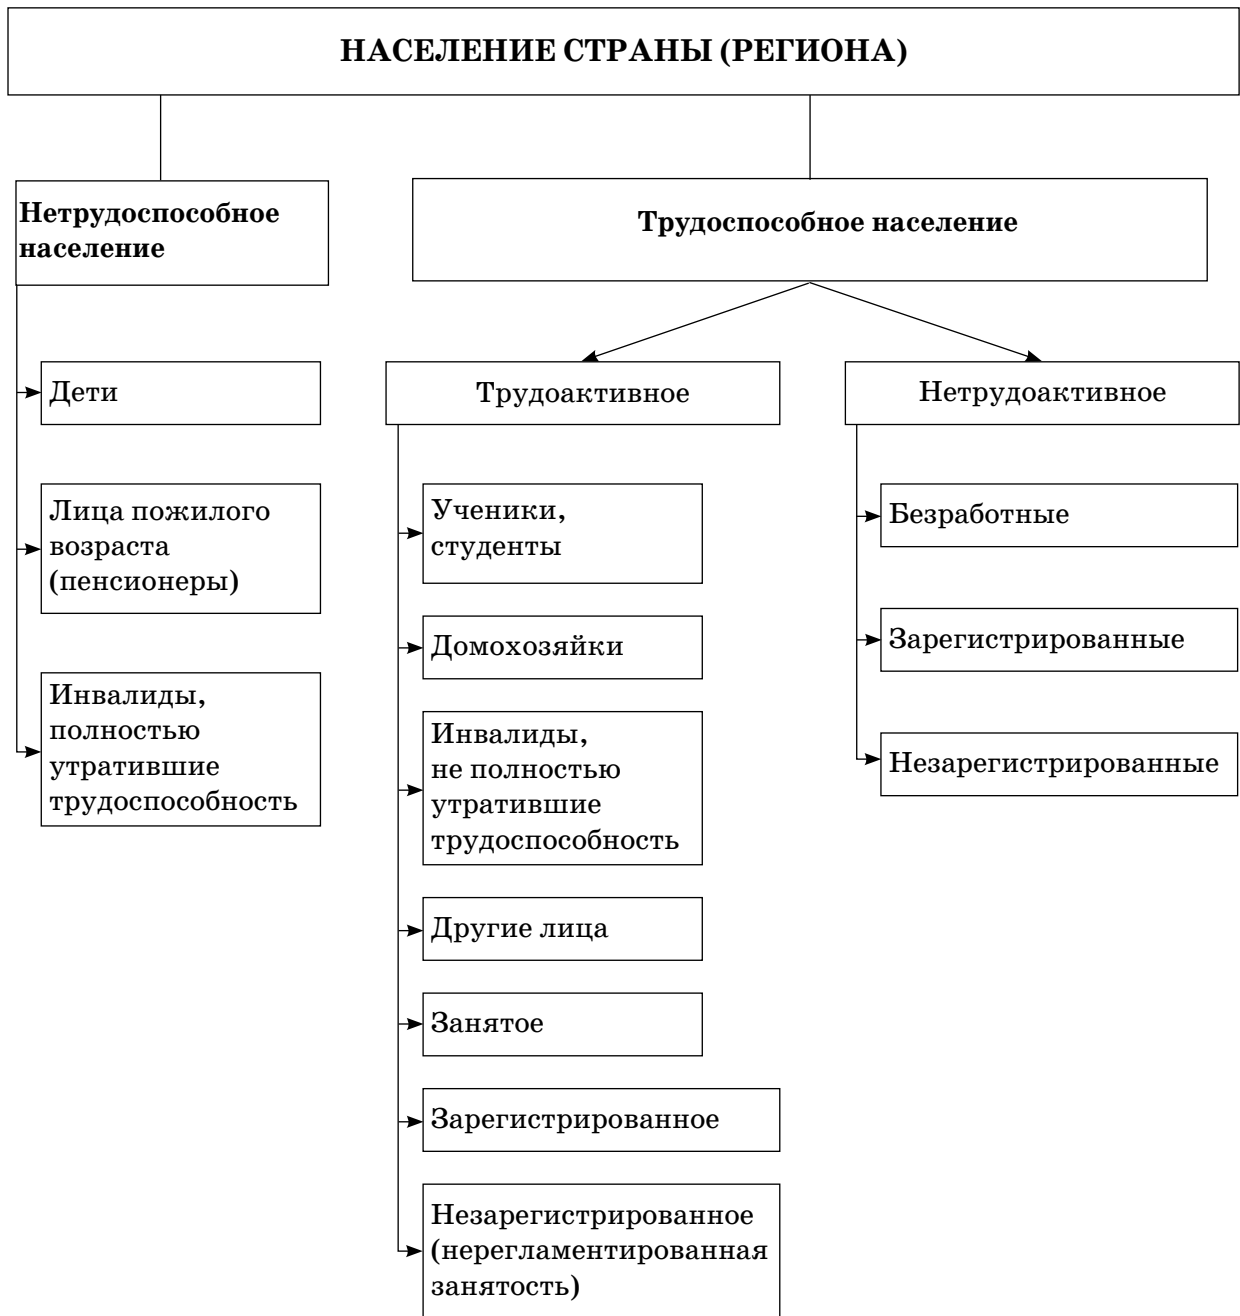 НАСЕЛЕНИЕ СТРАНЫ (РЕГИОНА)
Нетрудоспособное
население
Трудоспособное население
Дети
Лица пожилого
возраста
(пенсионеры)
Инвалиды,
полностью
утратившие
трудоспособность
Трудоактивное
Ученики,
студенты
Домохозяйки
Инвалиды,
не полностью
утратившие
трудоспособность
Другие лица
Занятое
Зарегистрированное
Незарегистрированное
(нерегламентированная
занятость)
Нетрудоактивное
Безработные
Зарегистрированные
Незарегистрированные